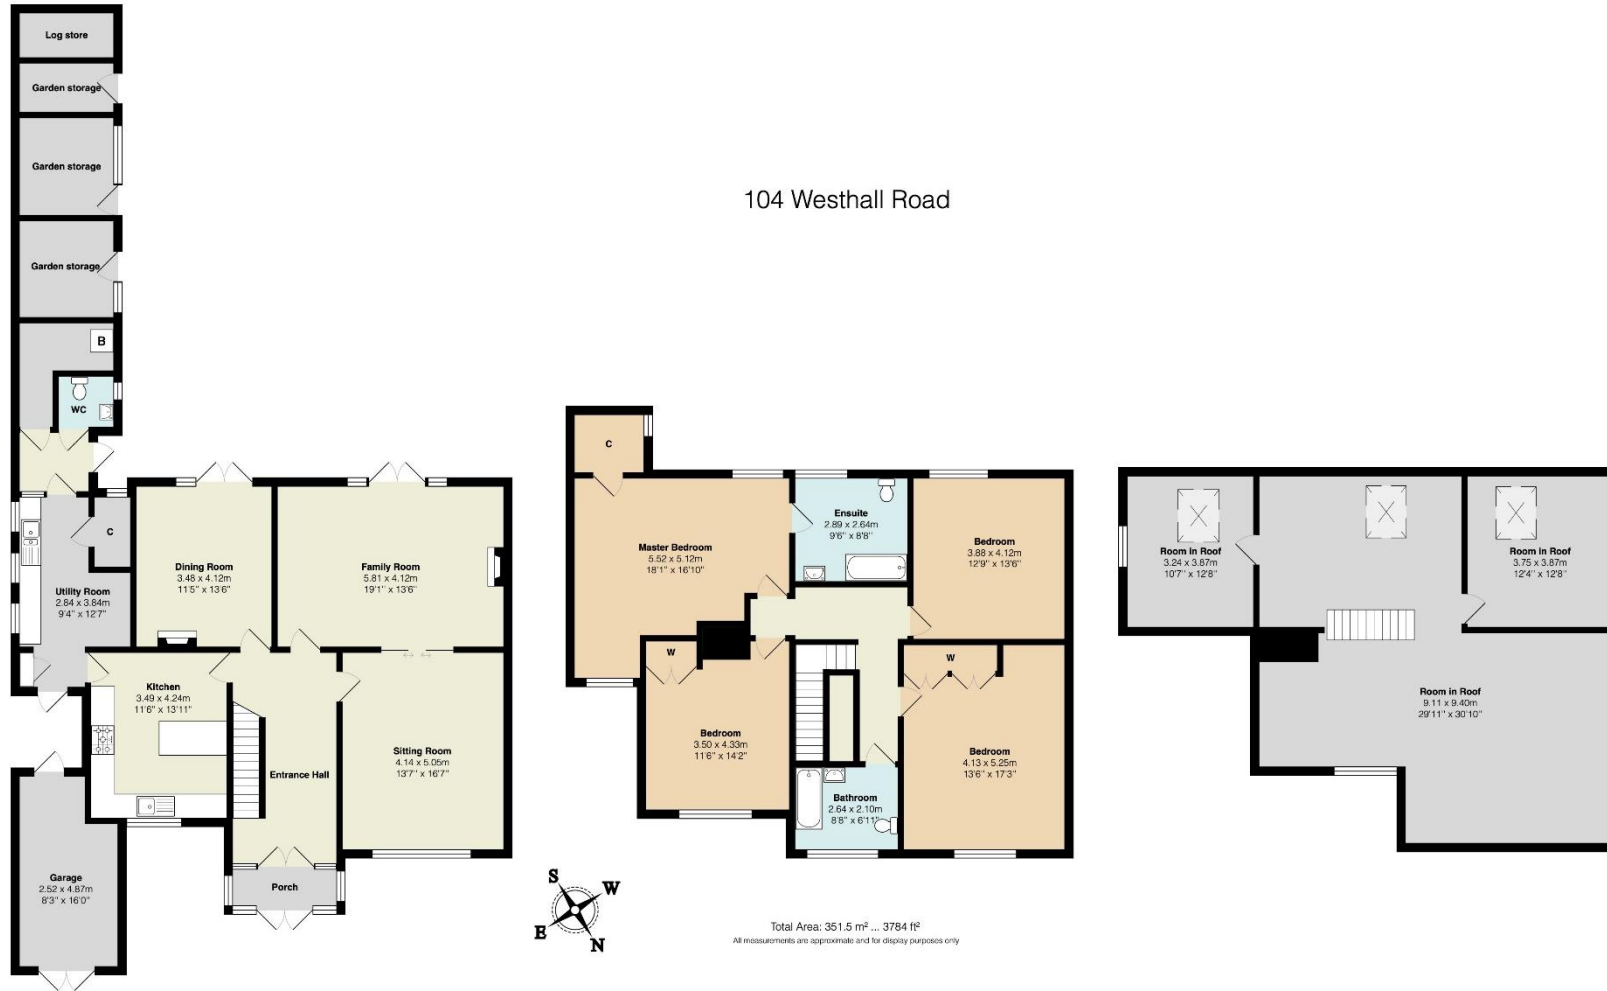 104 Westhall Road
Log store
Garden storage
Garden storage
Garden storage
B
WC
C
Utility Room
2.84 x 3.84m
9'4" x 12'7"
Dining Room
3.48 x 4.12m
11'5" x 13'6"
Family Room
5.81 x 4.12m
19'1" x 13'6"
Kitchen
3.49 x 4.24m
11'6" x 13'11"
Entrance Hall
Sitting Room
4.14 x 5.05m
13'7" x 16'7"
Garage
2.52 x 4.87m
8'3" x 16'0"
Porch
C
Master Bedroom
5.52 x 5.12m
18'1" x 16'10"
Ensuite
2.89 x 2.64m
9'6" x 8'8"
Bedroom
3.88 x 4.12m
12'9" x 13'6"
W
Bedroom
3.50 x 4.33m
11'6" x 14'2"
W
Bedroom
4.13 x 5.25m
13'6" x 17'3"
Bathroom
2.64 x 2.10m
8'8" x 6'11"
Room in Roof
3.24 x 3.87m
10'7" x 12'8"
Room in Roof
3.75 x 3.87m
12'4" x 12'8"
Room in Roof
9.11 x 9.40m
29'11" x 30'10"
S
W
E
N
Total Area: 351.5 m² ... 3784 ft²
All measurements are approximate and for display purposes only